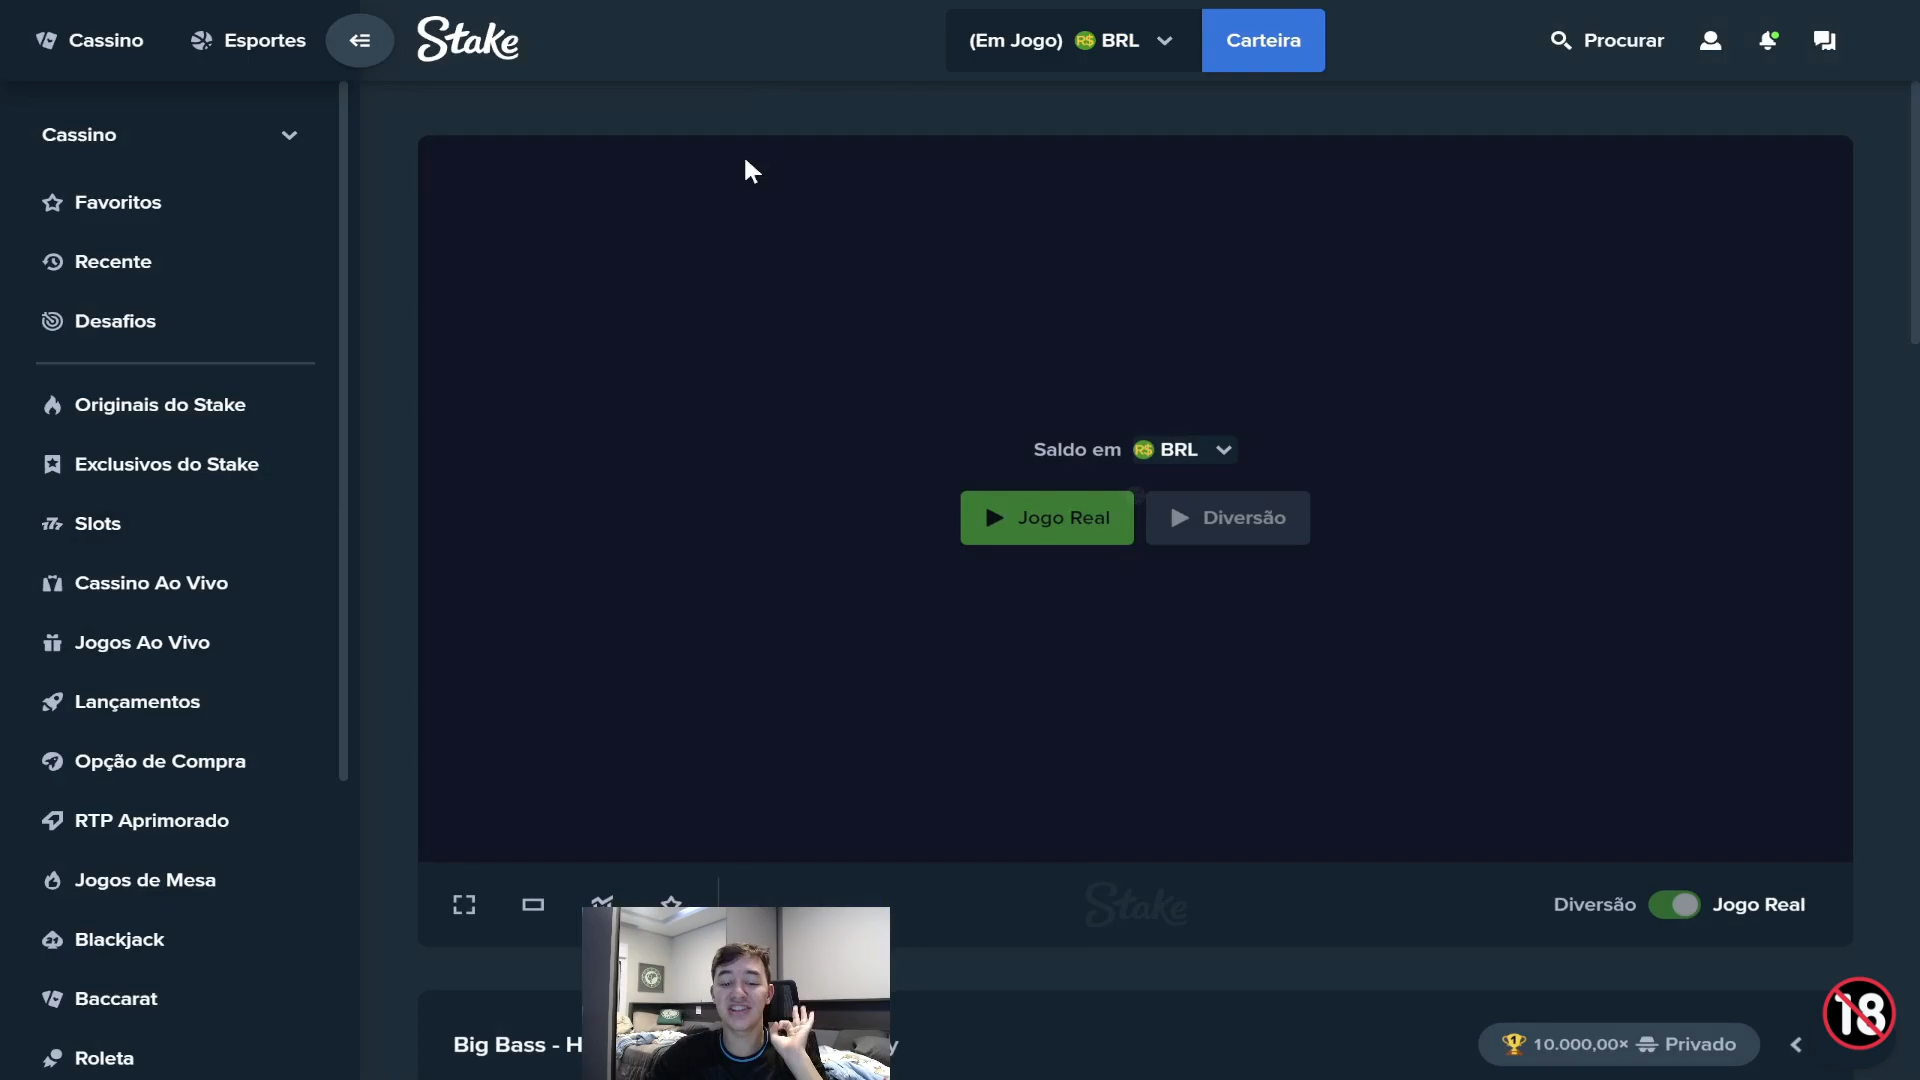 Cassino
Esportes
Stake
(Em Jogo) R$ BRL
Carteira
Procurar
Cassino
Favoritos
Recente
Desafios
Originais do Stake
Exclusivos do Stake
Slots
Cassino Ao Vivo
Jogos Ao Vivo
Lançamentos
Opção de Compra
RTP Aprimorado
Jogos de Mesa
Blackjack
Baccarat
Roleta
Saldo em R$ BRL
Jogo Real
Diversão
Stake
Diversão
Jogo Real
Big Bass - H
10.000,00× Privado
18